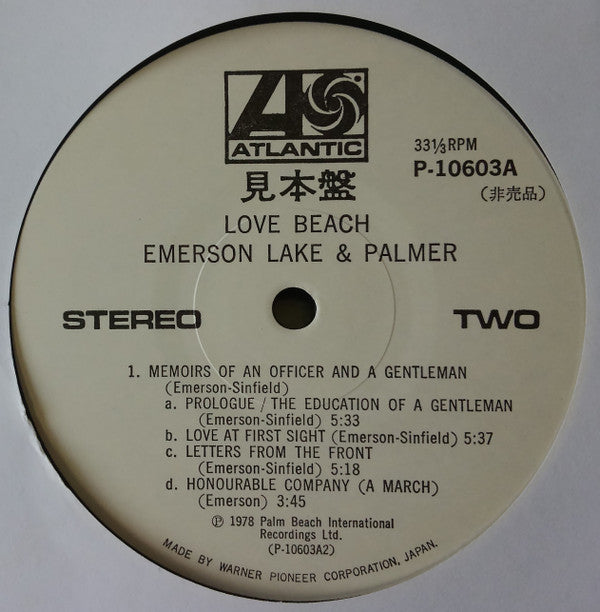 ATLANTIC
33⅓RPM
P-10603A
見本盤
(非売品)
LOVE BEACH
EMERSON LAKE & PALMER
STEREO
TWO
1. MEMOIRS OF AN OFFICER AND A GENTLEMAN
(Emerson-Sinfield)
a. PROLOGUE / THE EDUCATION OF A GENTLEMAN
(Emerson-Sinfield) 5:33
b. LOVE AT FIRST SIGHT (Emerson-Sinfield) 5:37
c. LETTERS FROM THE FRONT
(Emerson-Sinfield) 5:18
d. HONOURABLE COMPANY (A MARCH)
(Emerson) 3:45
℗ 1978 Palm Beach International
Recordings Ltd.
(P-10603A2)
MADE BY WARNER PIONEER CORPORATION, JAPAN.